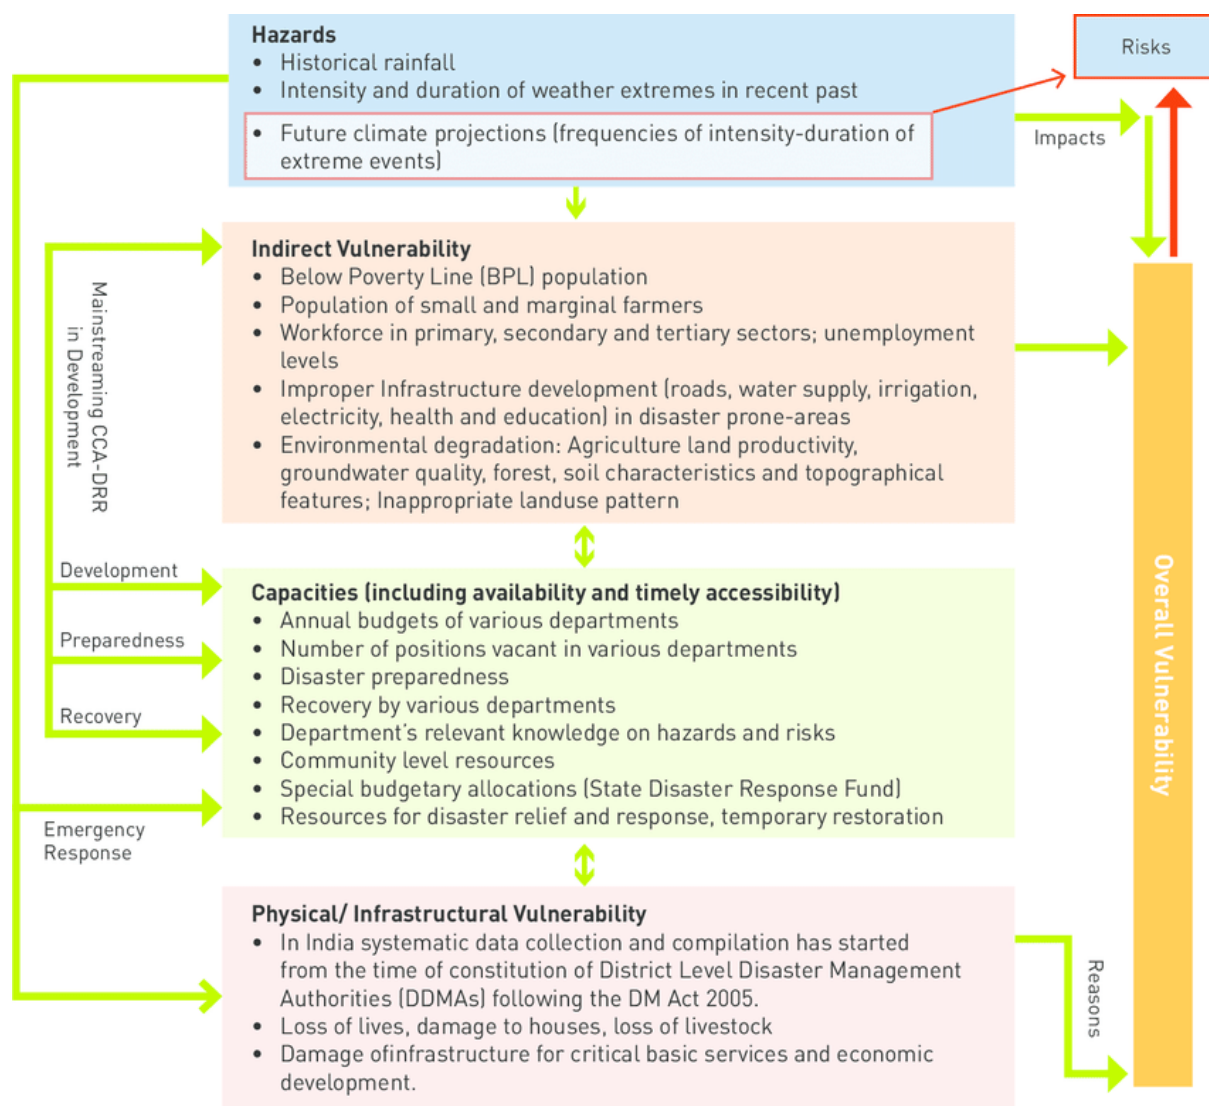 Hazards
• Historical rainfall
• Intensity and duration of weather extremes in recent past
• Future climate projections (frequencies of intensity-duration of
extreme events)
Risks
Impacts
Indirect Vulnerability
• Below Poverty Line (BPL) population
• Population of small and marginal farmers
• Workforce in primary, secondary and tertiary sectors; unemployment
levels
• Improper Infrastructure development (roads, water supply, irrigation,
electricity, health and education) in disaster prone-areas
• Environmental degradation: Agriculture land productivity,
groundwater quality, forest, soil characteristics and topographical
features; Inappropriate landuse pattern
Mainstreaming CCA-DRR
in Development
Development
Preparedness
Recovery
Emergency
Response
Capacities (including availability and timely accessibility)
• Annual budgets of various departments
• Number of positions vacant in various departments
• Disaster preparedness
• Recovery by various departments
• Department's relevant knowledge on hazards and risks
• Community level resources
• Special budgetary allocations (State Disaster Response Fund)
• Resources for disaster relief and response, temporary restoration
Physical/ Infrastructural Vulnerability
• In India systematic data collection and compilation has started
from the time of constitution of District Level Disaster Management
Authorities (DDMAs) following the DM Act 2005.
• Loss of lives, damage to houses, loss of livestock
• Damage ofinfrastructure for critical basic services and economic
development.
Reasons
Overall Vulnerability